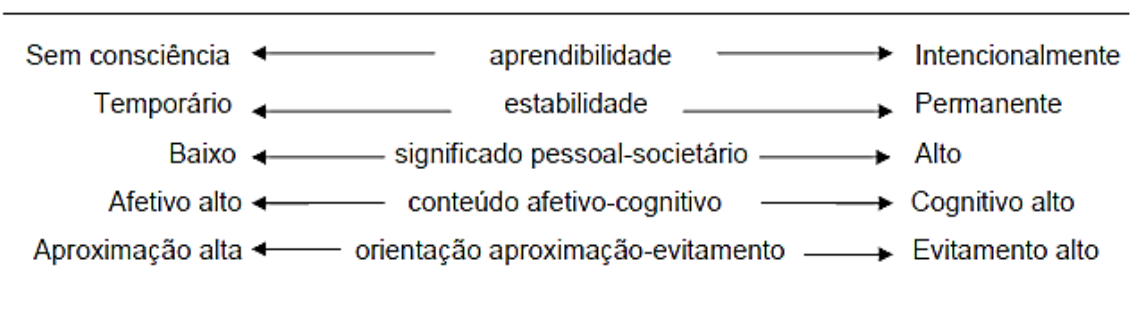 Sem consciência aprendibilidade Intencionalmente
Temporário estabilidade Permanente
Baixo significado pessoal-societário Alto
Afetivo alto conteúdo afetivo-cognitivo Cognitivo alto
Aproximação alta orientação aproximação-evitamento Evitamento alto